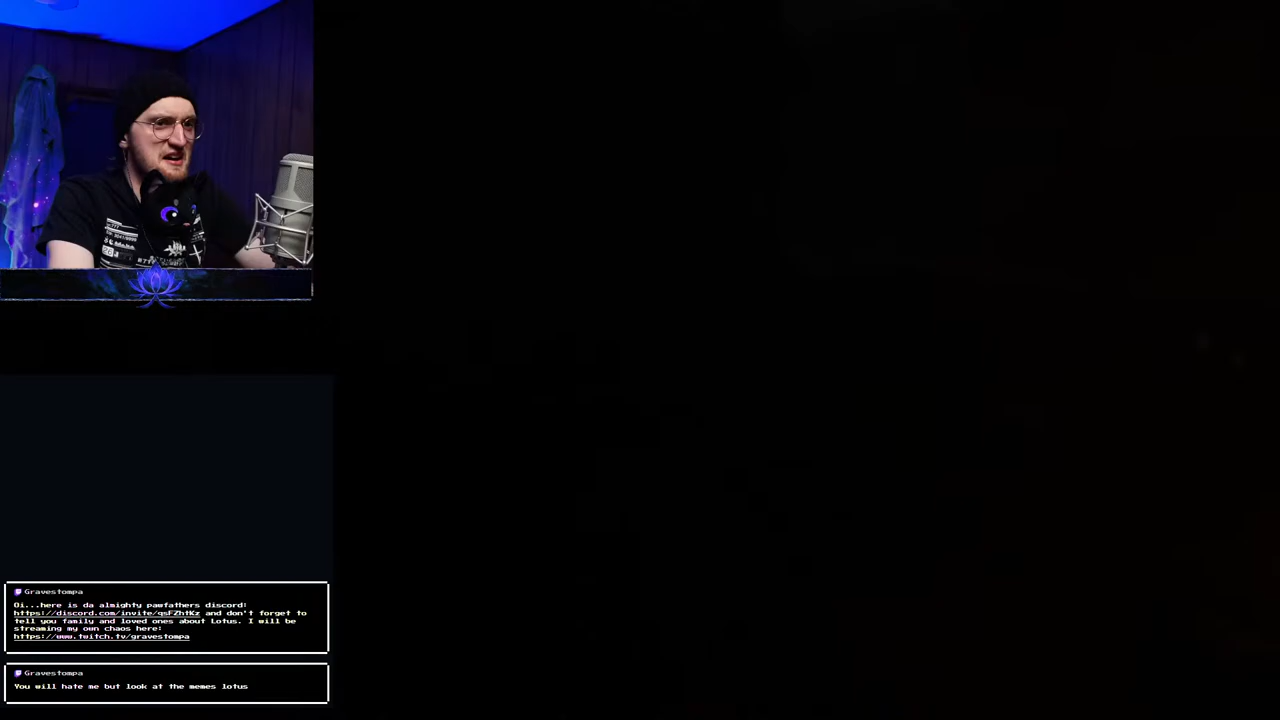 Gravestompa
Oi...here is da almighty pawfathers discord:
https://discord.com/invite/qsFZhtKz and don't forget to
tell you family and loved ones about Lotus. I will be
streaming my own chaos here:
https://www.twitch.tv/gravestompa
Gravestompa
You will hate me but look at the memes lotus